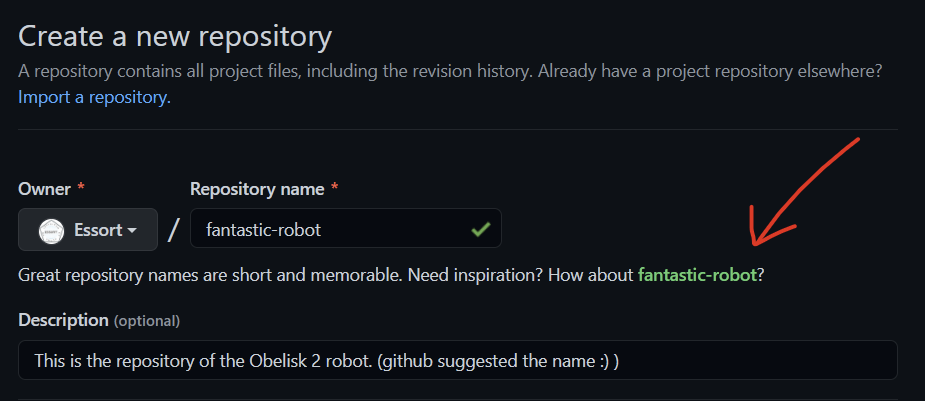 Create a new repository
A repository contains all project files, including the revision history. Already have a project repository elsewhere?
Import a repository.
Owner * Repository name *
Essort / fantastic-robot
Great repository names are short and memorable. Need inspiration? How about fantastic-robot?
Description (optional)
This is the repository of the Obelisk 2 robot. (github suggested the name :) )